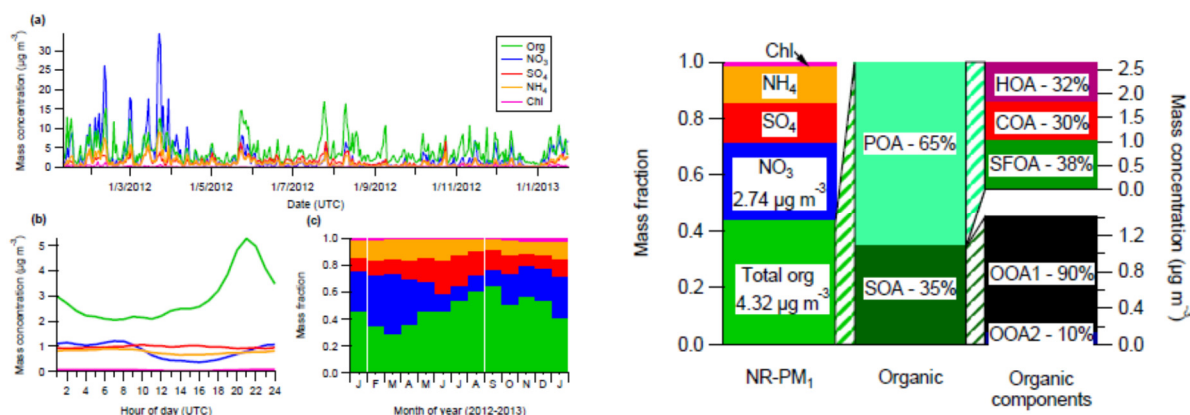 (a)
Mass concentration (µg m⁻³)
30
25
20
15
10
5
0
Org
NO₃
SO₄
NH₄
Chl
1/3/2012
1/5/2012
1/7/2012
1/9/2012
1/11/2012
1/1/2013
Date (UTC)
(b)
Mass concentration (µg m⁻³)
5
4
3
2
1
0
2 4 6 8 10 12 14 16 18 20 22 24
Hour of day (UTC)
(c)
Mass fraction
1.0
0.8
0.6
0.4
0.2
0.0
J F M A M J J A S O N D J
Month of year (2012-2013)
Mass fraction
1.0
0.8
0.6
0.4
0.2
0.0
Chl
NH₄
SO₄
NO₃
2.74 µg m⁻³
Total org
4.32 µg m⁻³
NR-PM₁
POA - 65%
SOA - 35%
Organic
HOA - 32%
COA - 30%
SFOA - 38%
OOA1 - 90%
OOA2 - 10%
Organic
components
2.5
2.0
1.5
1.0
0.5
0.0
1.2
0.8
0.4
0.0
Mass concentration (µg m⁻³)